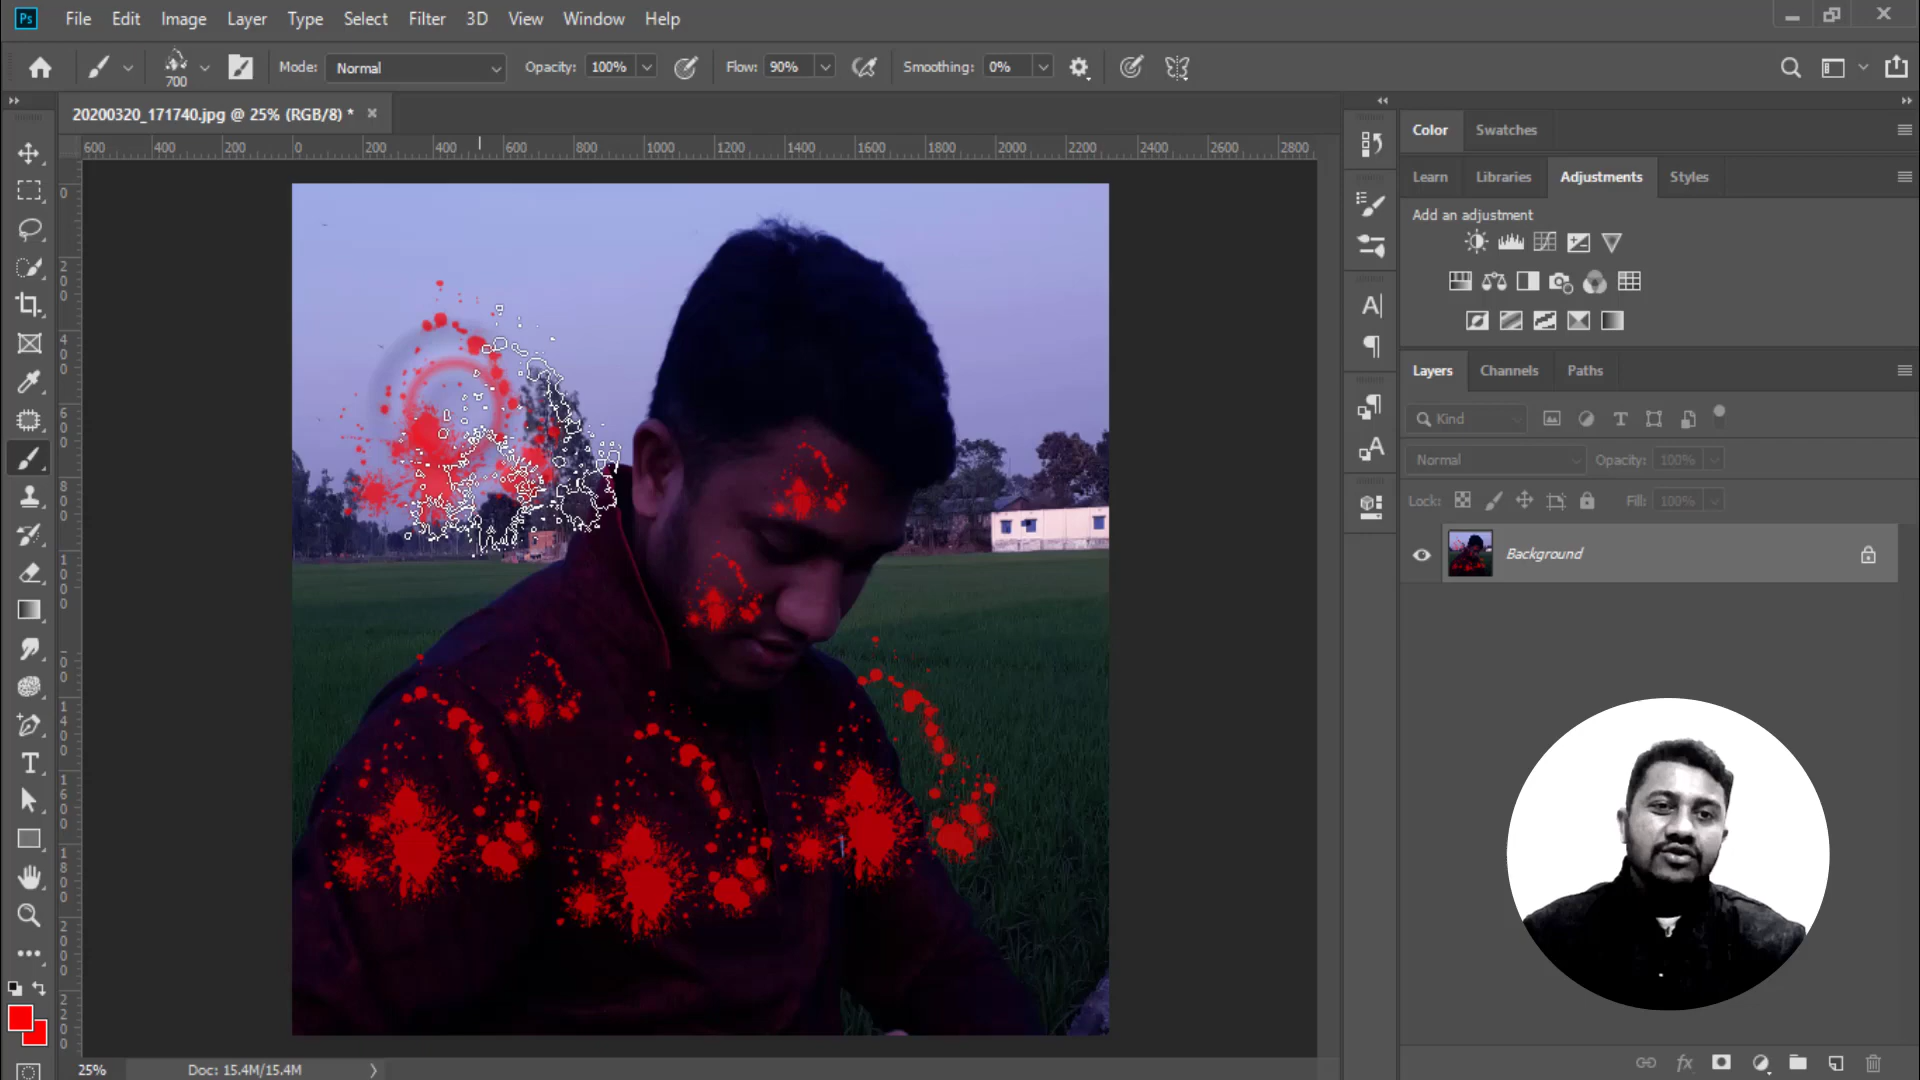 Ps File Edit Image Layer Type Select Filter 3D View Window Help
700 Mode: Normal Opacity: 100% Flow: 90% Smoothing: 0%
20200320_171740.jpg @ 25% (RGB/8) *
600 400 200 0 200 400 600 800 1000 1200 1400 1600 1800 2000 2200 2400 2600 2800
Color Swatches
Learn Libraries Adjustments Styles
Add an adjustment
Layers Channels Paths
Kind
Normal Opacity: 100%
Lock: Fill: 100%
Background
25% Doc: 15.4M/15.4M